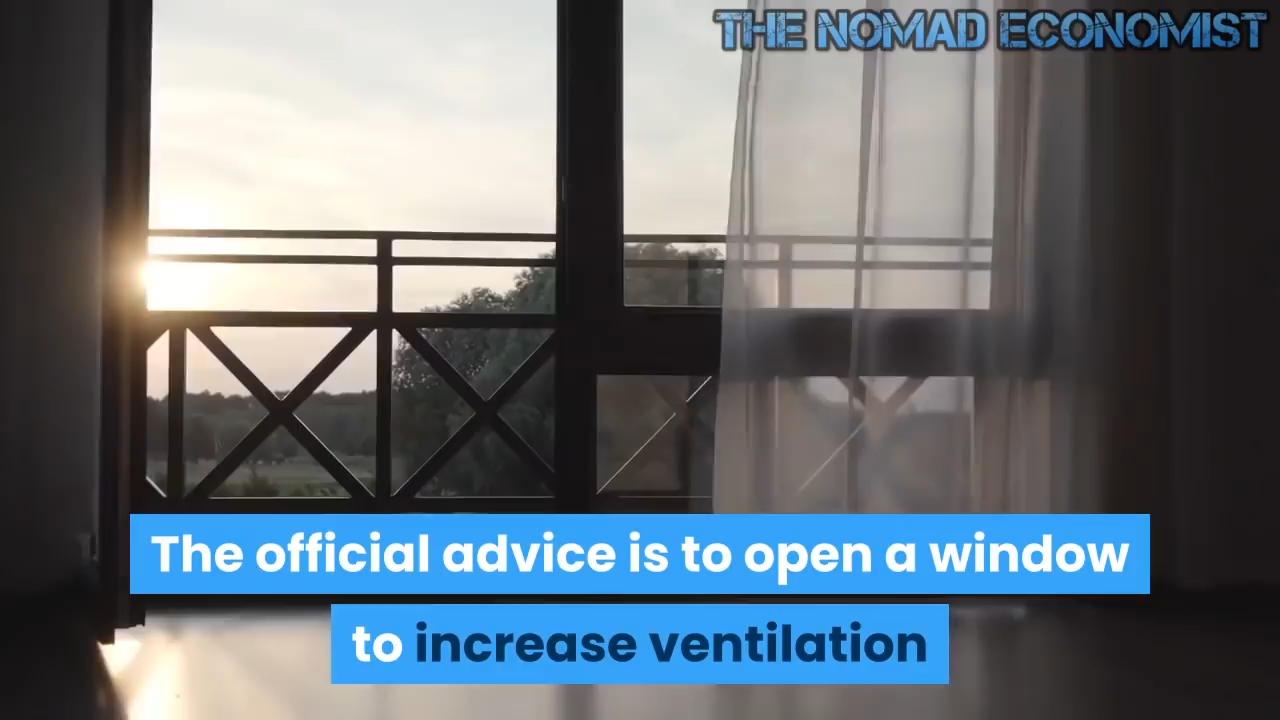 THE NOMAD ECONOMIST
The official advice is to open a window
to increase ventilation